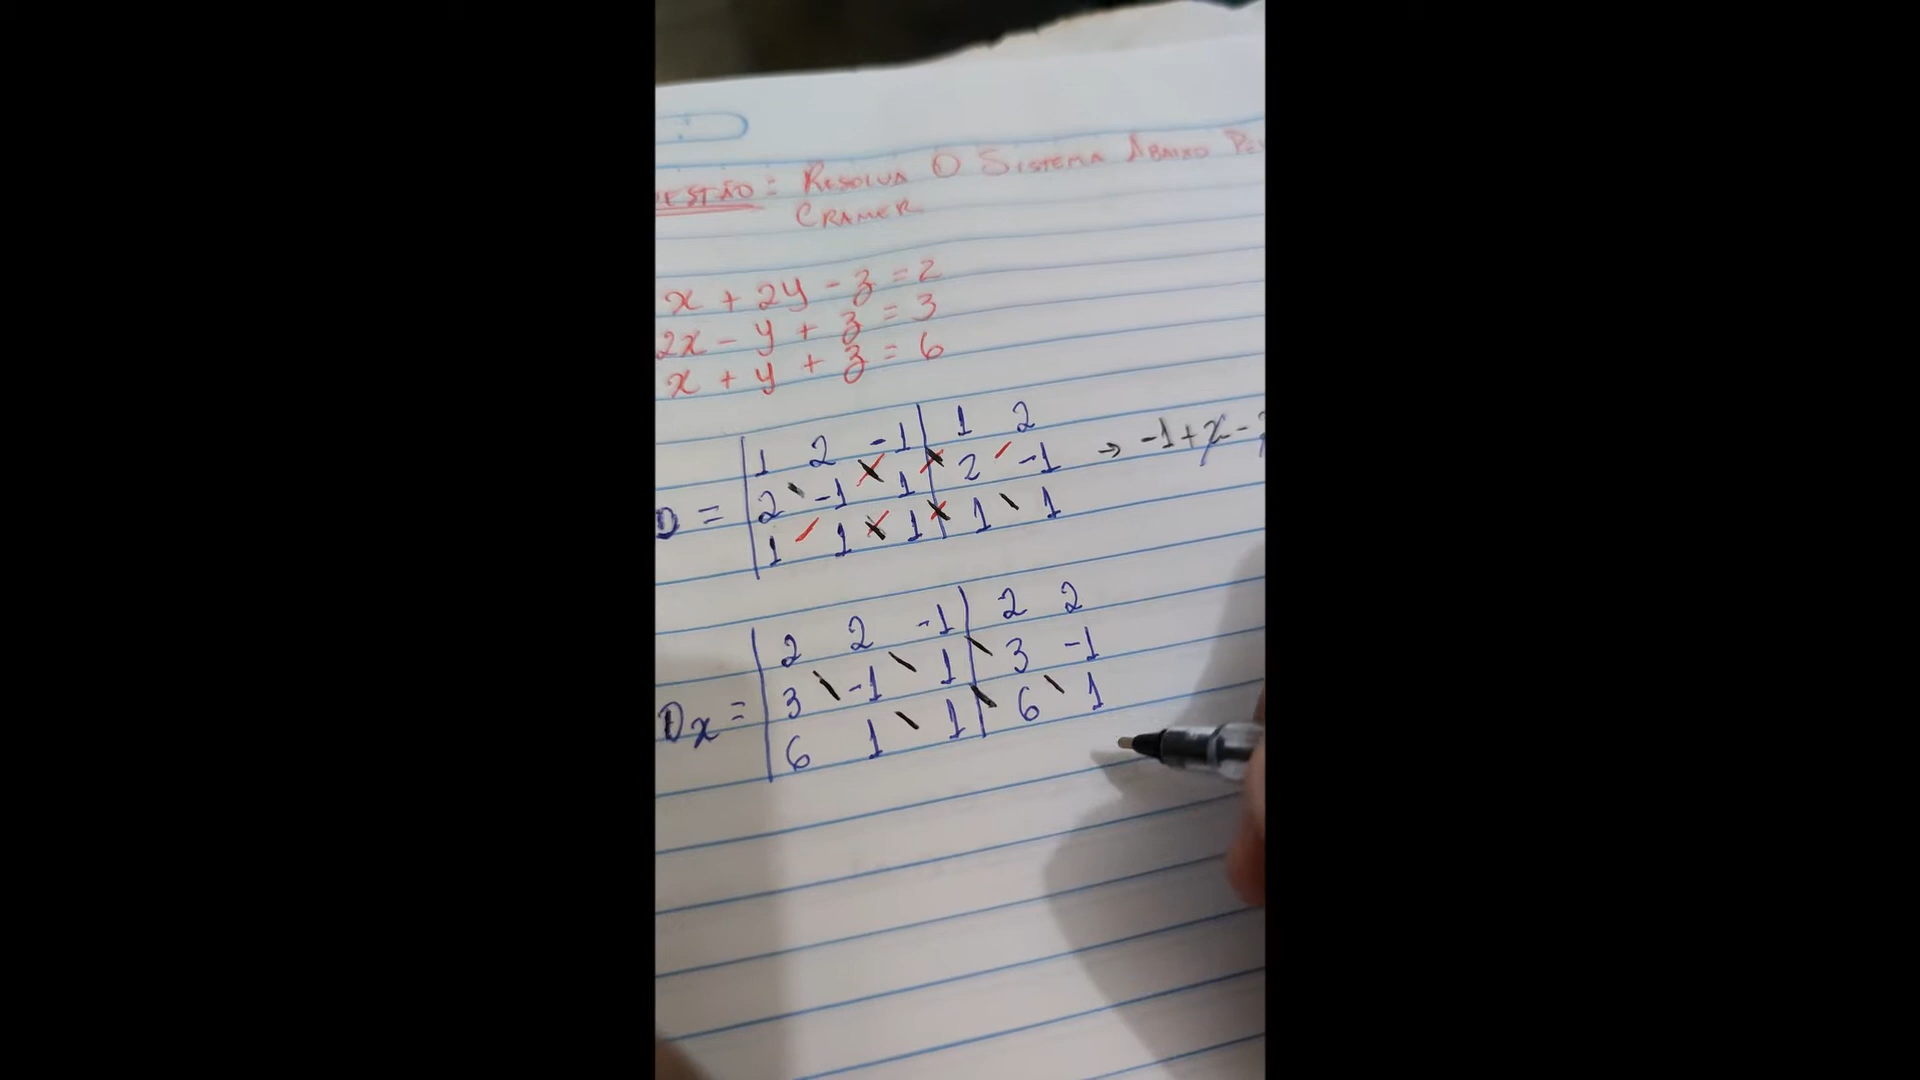 ESTÃO: RESOLVA O SISTEMA ABAIXO
CRAMER
x + 2y - z = 2
2x - y + z = 3
x + y + z = 6
1 2 -1 | 1 2
D = 2 -1 1 | 2 -1 → -1+2-
1 1 1 | 1 1
2 2 -1 | 2 2
3 -1 1 | 3 -1
Dx = 6 1 1 | 6 1